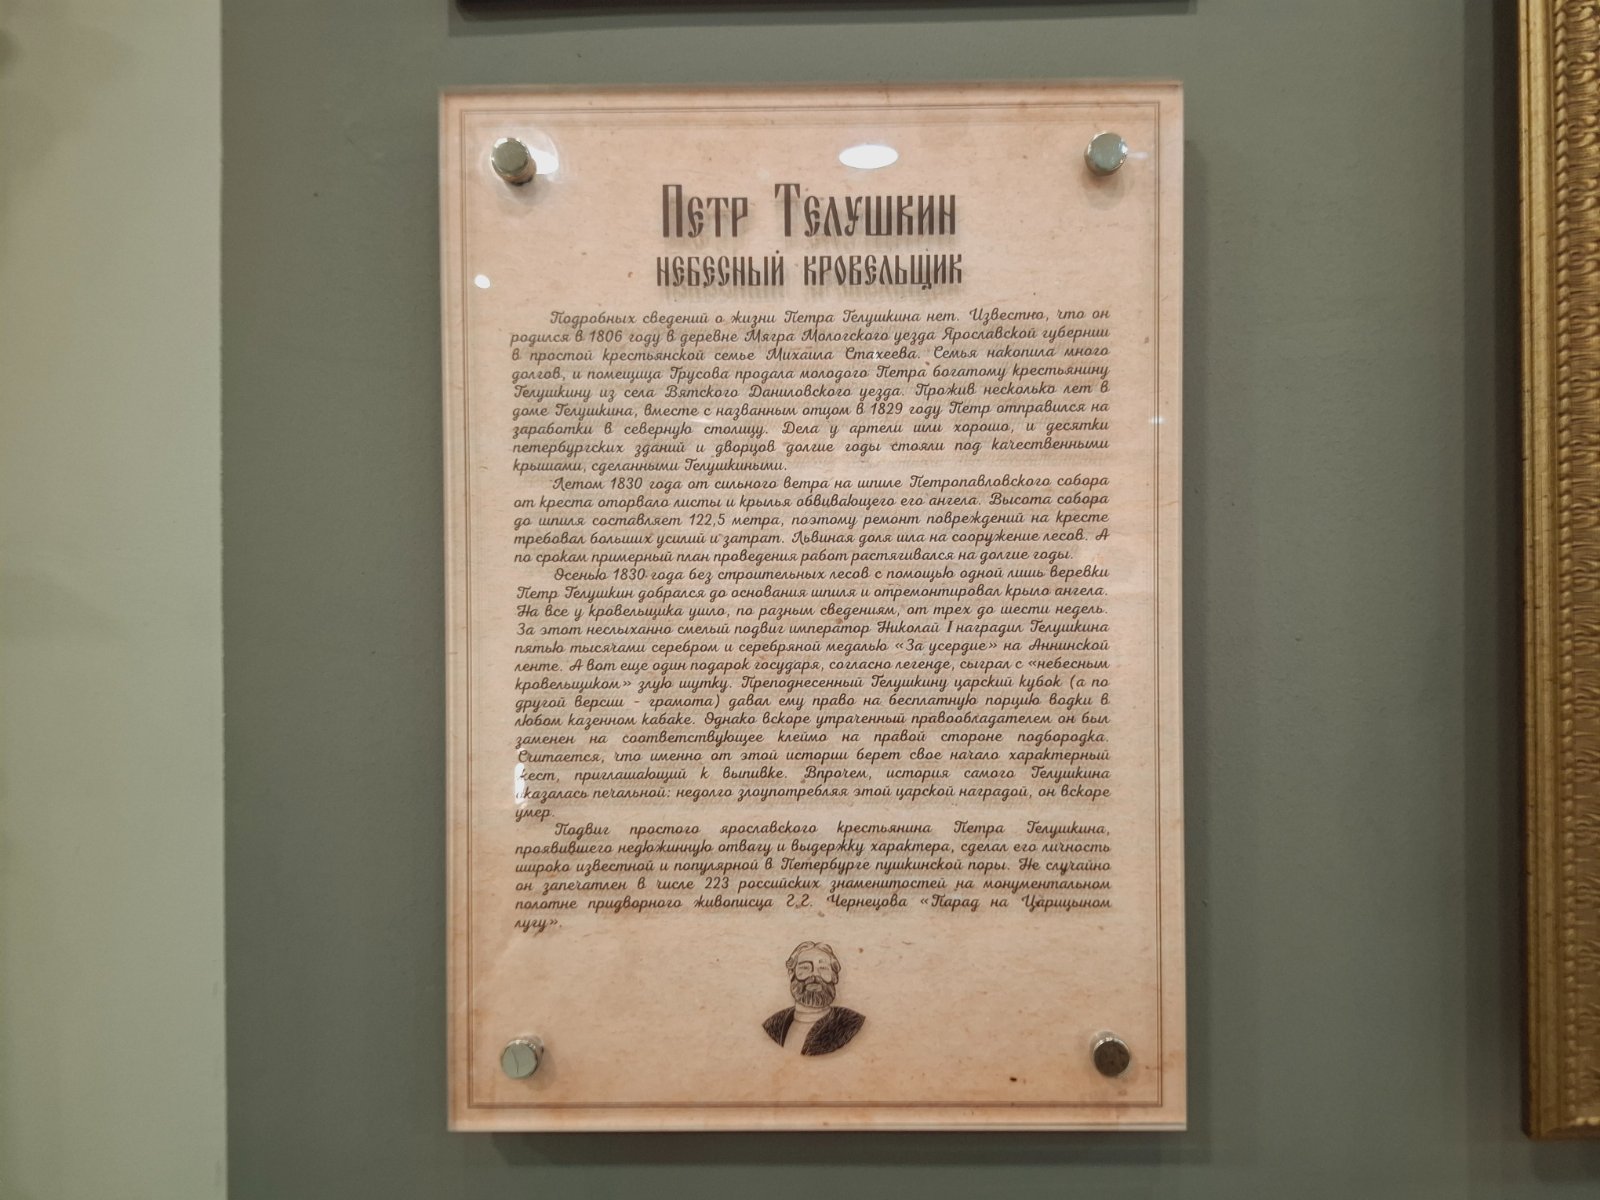 Петр Телушкин
небесный кровельщик
Подробных сведений о жизни Петра Телушкина нет. Известно, что он
родился в 1806 году в деревне Мягра Мологского уезда Ярославской губернии
в простой крестьянской семье Михаила Стахеева. Семья накопила много
долгов, и помещица Трусова продала молодого Петра богатому крестьянину
Телушкину из села Вятского Даниловского уезда. Прожив несколько лет в
доме Телушкина, вместе с названным отцом в 1829 году Петр отправился на
заработки в северную столицу. Дела у артели шли хорошо, и десятки
петербургских зданий и дворцов долгие годы стояли под качественными
крышами, сделанными Телушкиными.
Летом 1830 года от сильного ветра на шпиле Петропавловского собора
от креста оторвало листы и крылья обвивающего его ангела. Высота собора
до шпиля составляет 122,5 метра, поэтому ремонт повреждений на кресте
требовал больших усилий и затрат. Львиная доля шла на сооружение лесов. А
по срокам примерный план проведения работ растягивался на долгие годы.
Осенью 1830 года без строительных лесов с помощью одной лишь веревки
Петр Телушкин добрался до основания шпиля и отремонтировал крыло ангела.
На все у кровельщика ушло, по разным сведениям, от трех до шести недель.
За этот неслыханно смелый подвиг император Николай I наградил Телушкина
пятью тысячами серебром и серебряной медалью «За усердие» на Аннинской
ленте. А вот еще один подарок государя, согласно легенде, сыграл с «небесным
кровельщиком» злую шутку. Преподнесенный Телушкину царский кубок (а по
другой версии - грамота) давал ему право на бесплатную порцию водки в
любом казенном кабаке. Однако вскоре утраченный правообладателем он был
заменен на соответствующее клеймо на правой стороне подбородка.
Считается, что именно от этой истории берет свое начало характерный
жест, приглашающий к выпивке. Впрочем, история самого Телушкина
оказалась печальной: недолго злоупотребляя этой царской наградой, он вскоре
умер.
Подвиг простого ярославского крестьянина Петра Телушкина,
проявившего недюжинную отвагу и выдержку характера, сделал его личность
широко известной и популярной в Петербурге пушкинской поры. Не случайно
он запечатлен в числе 223 российских знаменитостей на монументальном
полотне придворного живописца Г.Г. Чернецова «Парад на Царицыном
лугу».